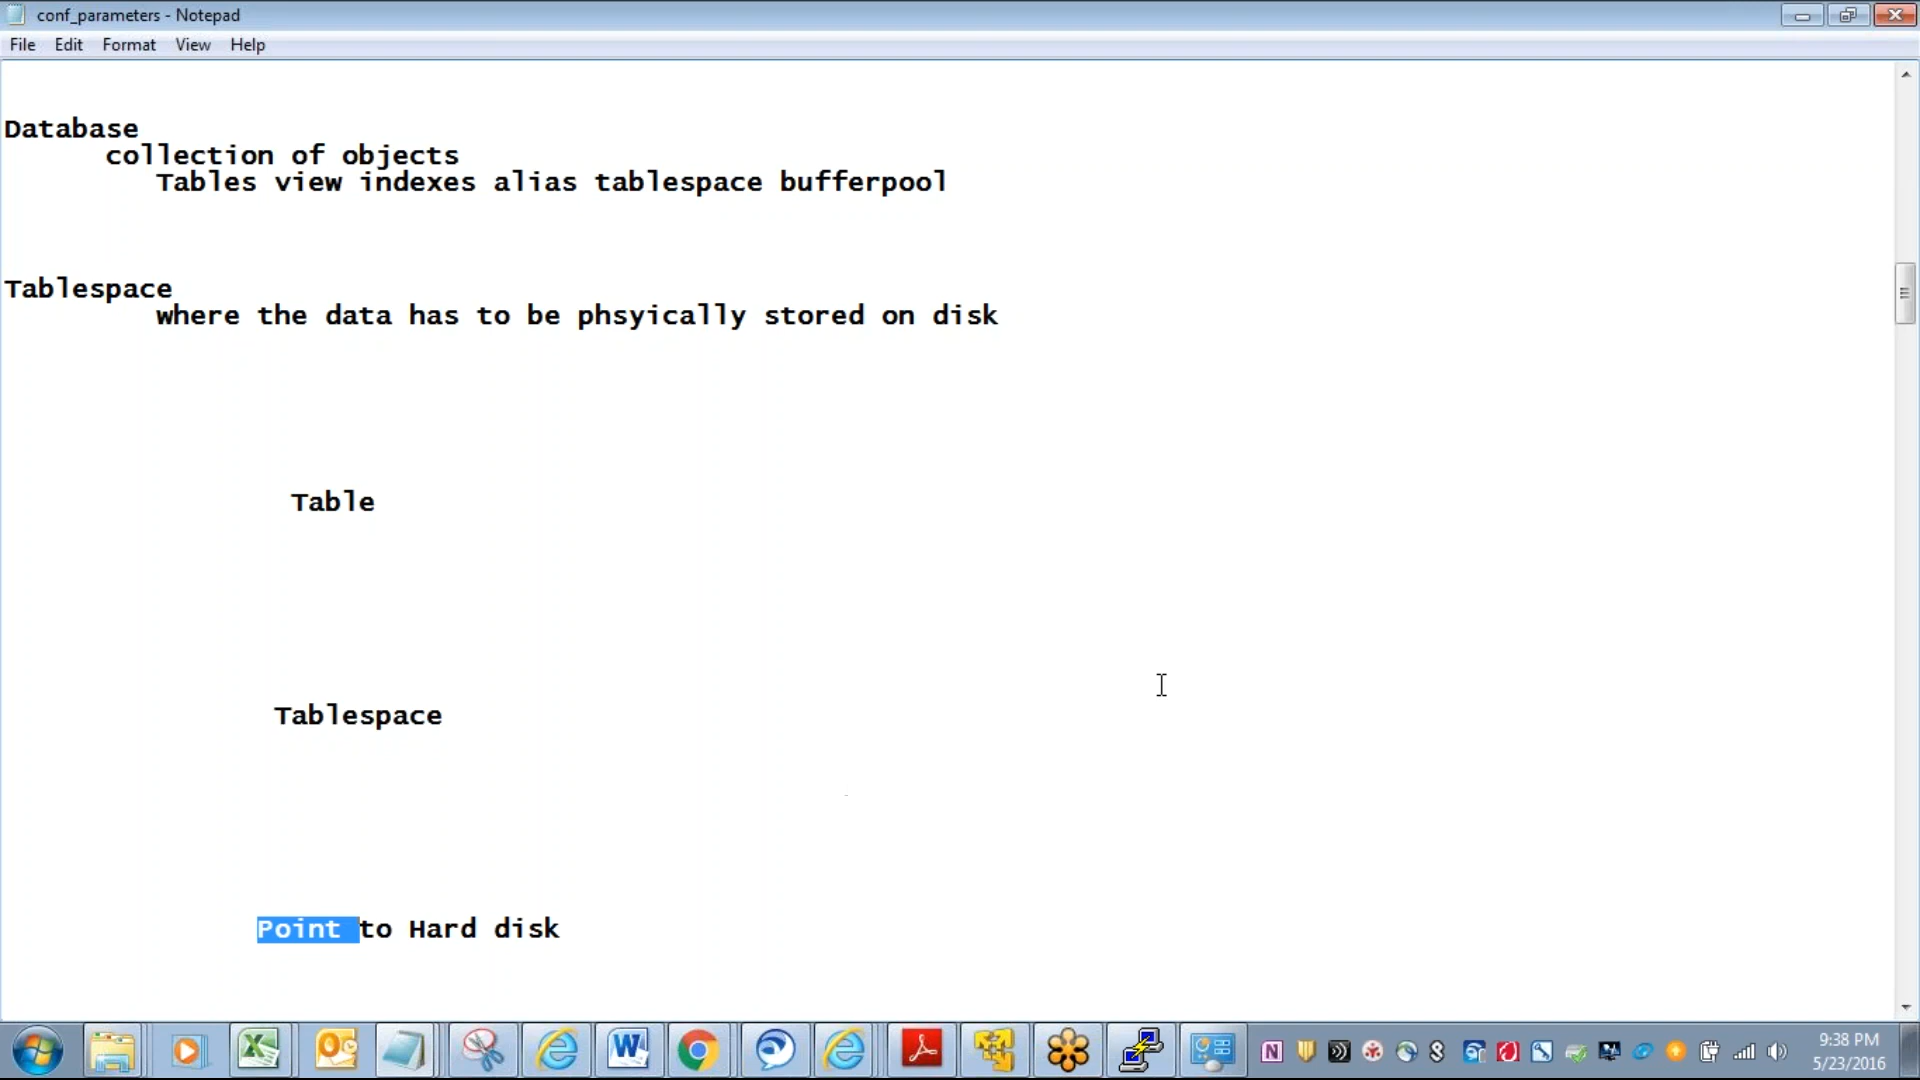 conf_parameters - Notepad
File Edit Format View Help
Database
collection of objects
Tables view indexes alias tablespace bufferpool
Tablespace
where the data has to be phsyically stored on disk
Table
Tablespace
Point to Hard disk
9:38 PM
5/23/2016